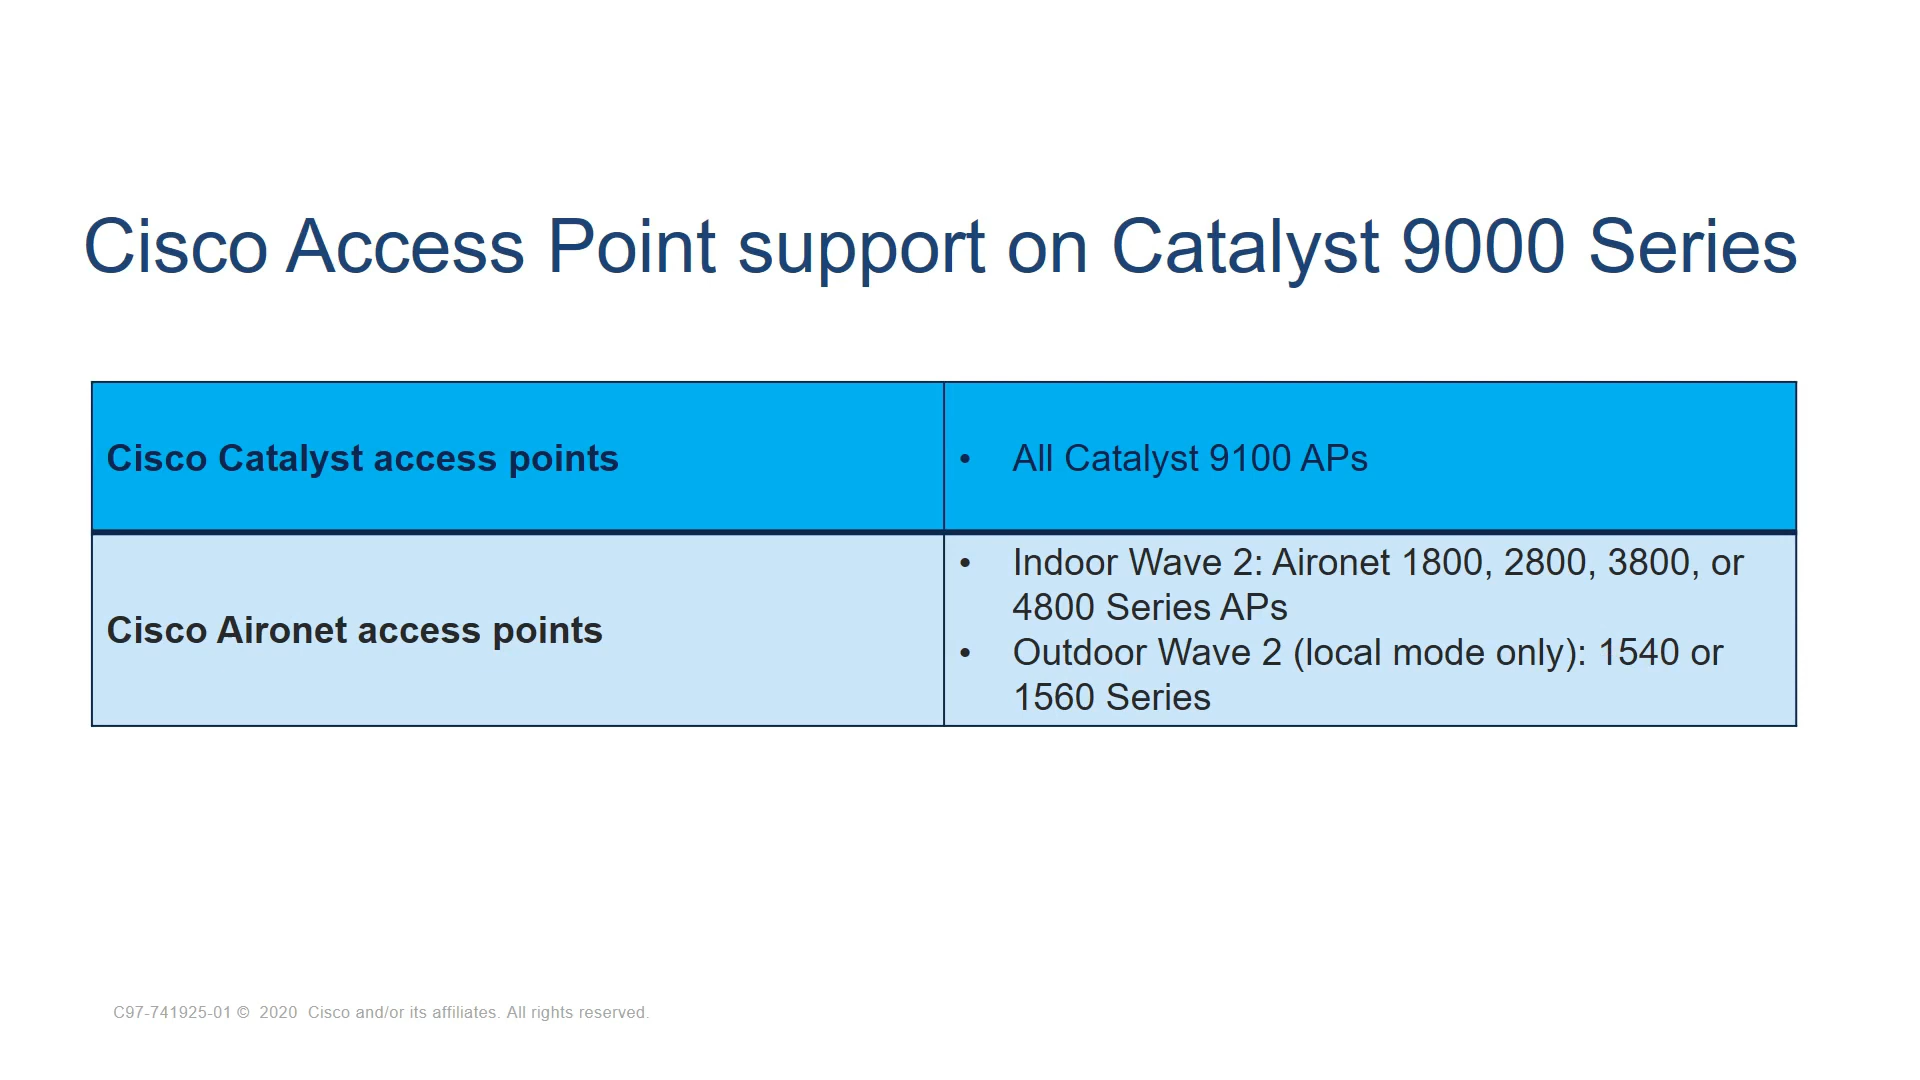 Cisco Access Point support on Catalyst 9000 Series
Cisco Catalyst access points
• All Catalyst 9100 APs
Cisco Aironet access points
• Indoor Wave 2: Aironet 1800, 2800, 3800, or
4800 Series APs
• Outdoor Wave 2 (local mode only): 1540 or
1560 Series
C97-741925-01 © 2020 Cisco and/or its affiliates. All rights reserved.